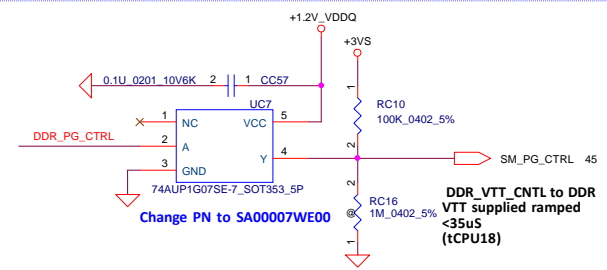 +1.2V_VDDQ
+3VS
0.1U_0201_10V6K 2 1 CC57
UC7
1 NC VCC 5
DDR_PG_CTRL 2 A
Y 4
3 GND
74AUP1G07SE-7_SOT353_5P
Change PN to SA00007WE00
1
RC10
100K_0402_5%
2
SM_PG_CTRL 45
2
RC16
@ 1M_0402_5%
1
DDR_VTT_CNTL to DDR
VTT supplied ramped
<35uS
(tCPU18)